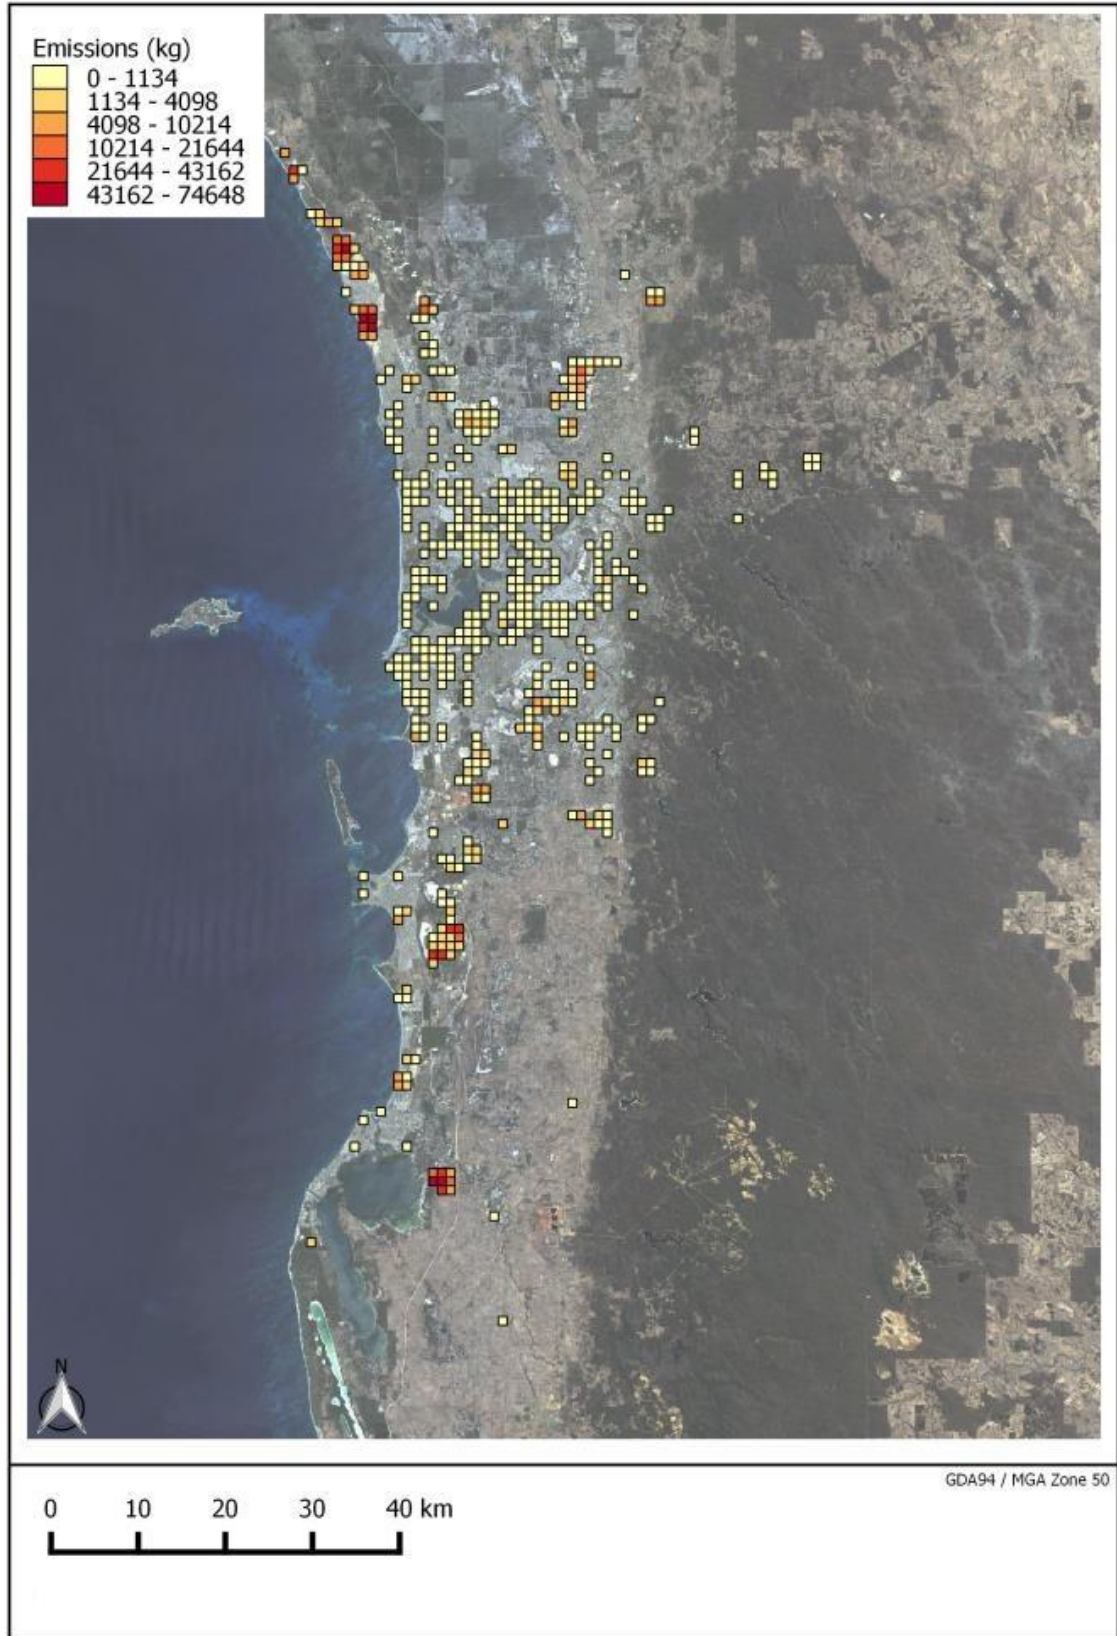 Emissions (kg)
0 - 1134
1134 - 4098
4098 - 10214
10214 - 21644
21644 - 43162
43162 - 74648
N
GDA94 / MGA Zone 50
0 10 20 30 40 km